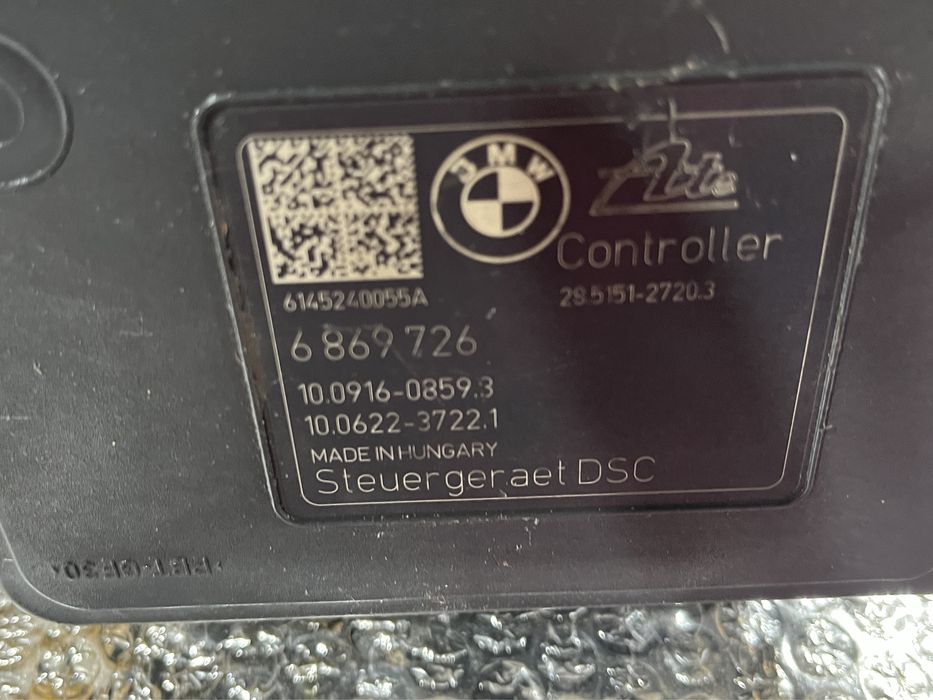 BMW
Ate
Controller
6145240055A
28.5151-2720.3
6 869 726
10.0916-0859.3
10.0622-3722.1
MADE IN HUNGARY
Steuergeraet DSC